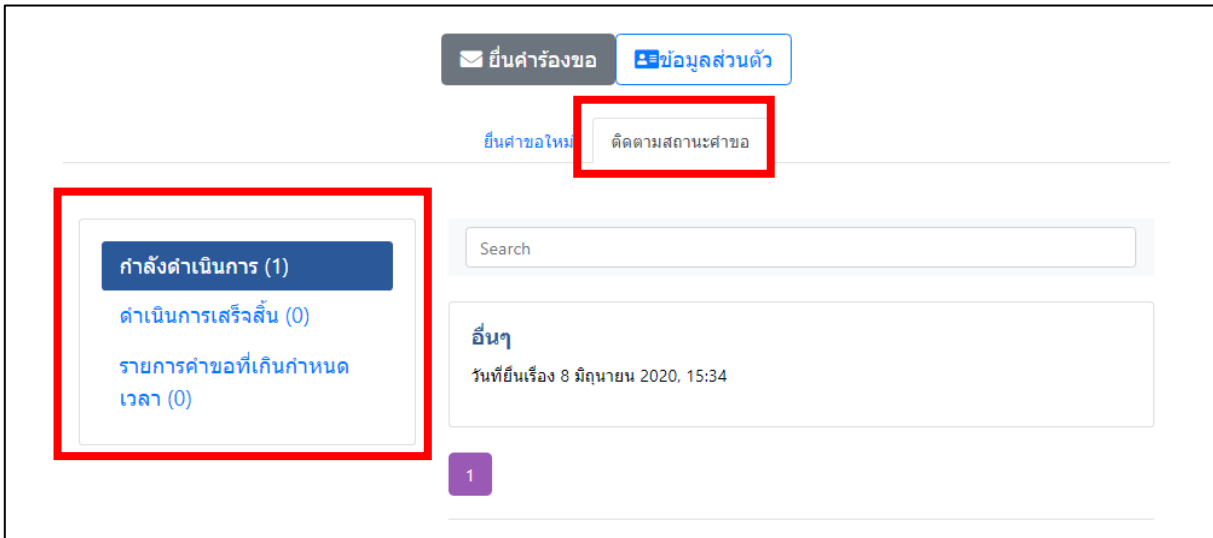 ยื่นคำร้องขอ ข้อมูลส่วนตัว
ยื่นคำขอใหม่ ติดตามสถานะคำขอ
กำลังดำเนินการ (1)
ดำเนินการเสร็จสิ้น (0)
รายการคำขอที่เกินกำหนด
เวลา (0)
Search
อื่นๆ
วันที่ยื่นเรื่อง 8 มิถุนายน 2020, 15:34
1